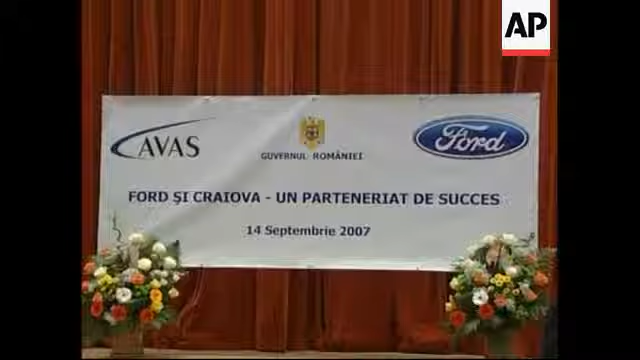 AP
AVAS
GUVERNUL ROMÂNIEI
Ford
FORD ŞI CRAIOVA - UN PARTENERIAT DE SUCCES
14 Septembrie 2007